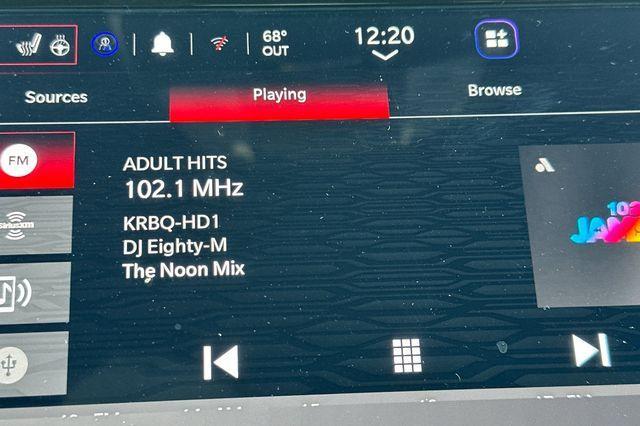 68°
OUT
12:20
Sources
Playing
Browse
FM
ADULT HITS
102.1 MHz
KRBQ-HD1
DJ Eighty-M
The Noon Mix
SiriusXM